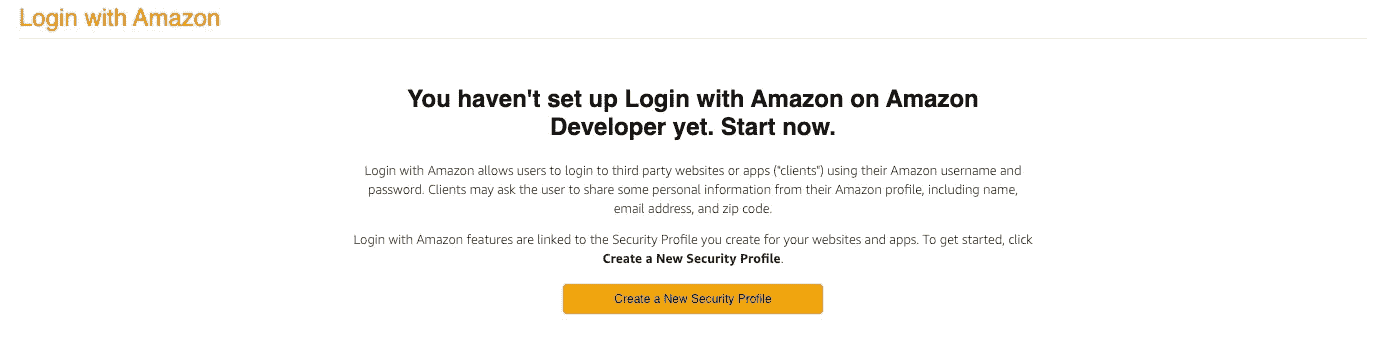 Login with Amazon
You haven't set up Login with Amazon on Amazon
Developer yet. Start now.
Login with Amazon allows users to login to third party websites or apps ("clients") using their Amazon username and
password. Clients may ask the user to share some personal information from their Amazon profile, including name,
email address, and zip code.
Login with Amazon features are linked to the Security Profile you create for your websites and apps. To get started, click
Create a New Security Profile.
Create a New Security Profile